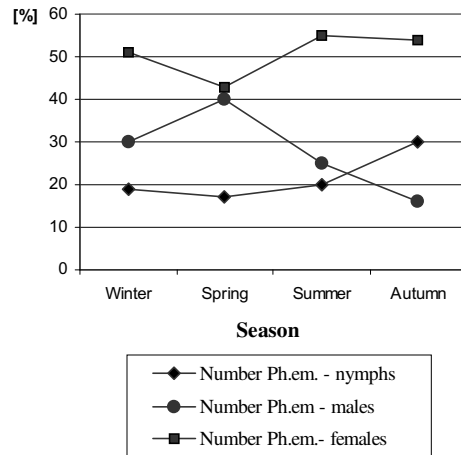 [%]
60
50
40
30
20
10
0
Winter Spring Summer Autumn
Season
Number Ph.em. - nymphs
Number Ph.em - males
Number Ph.em.- females